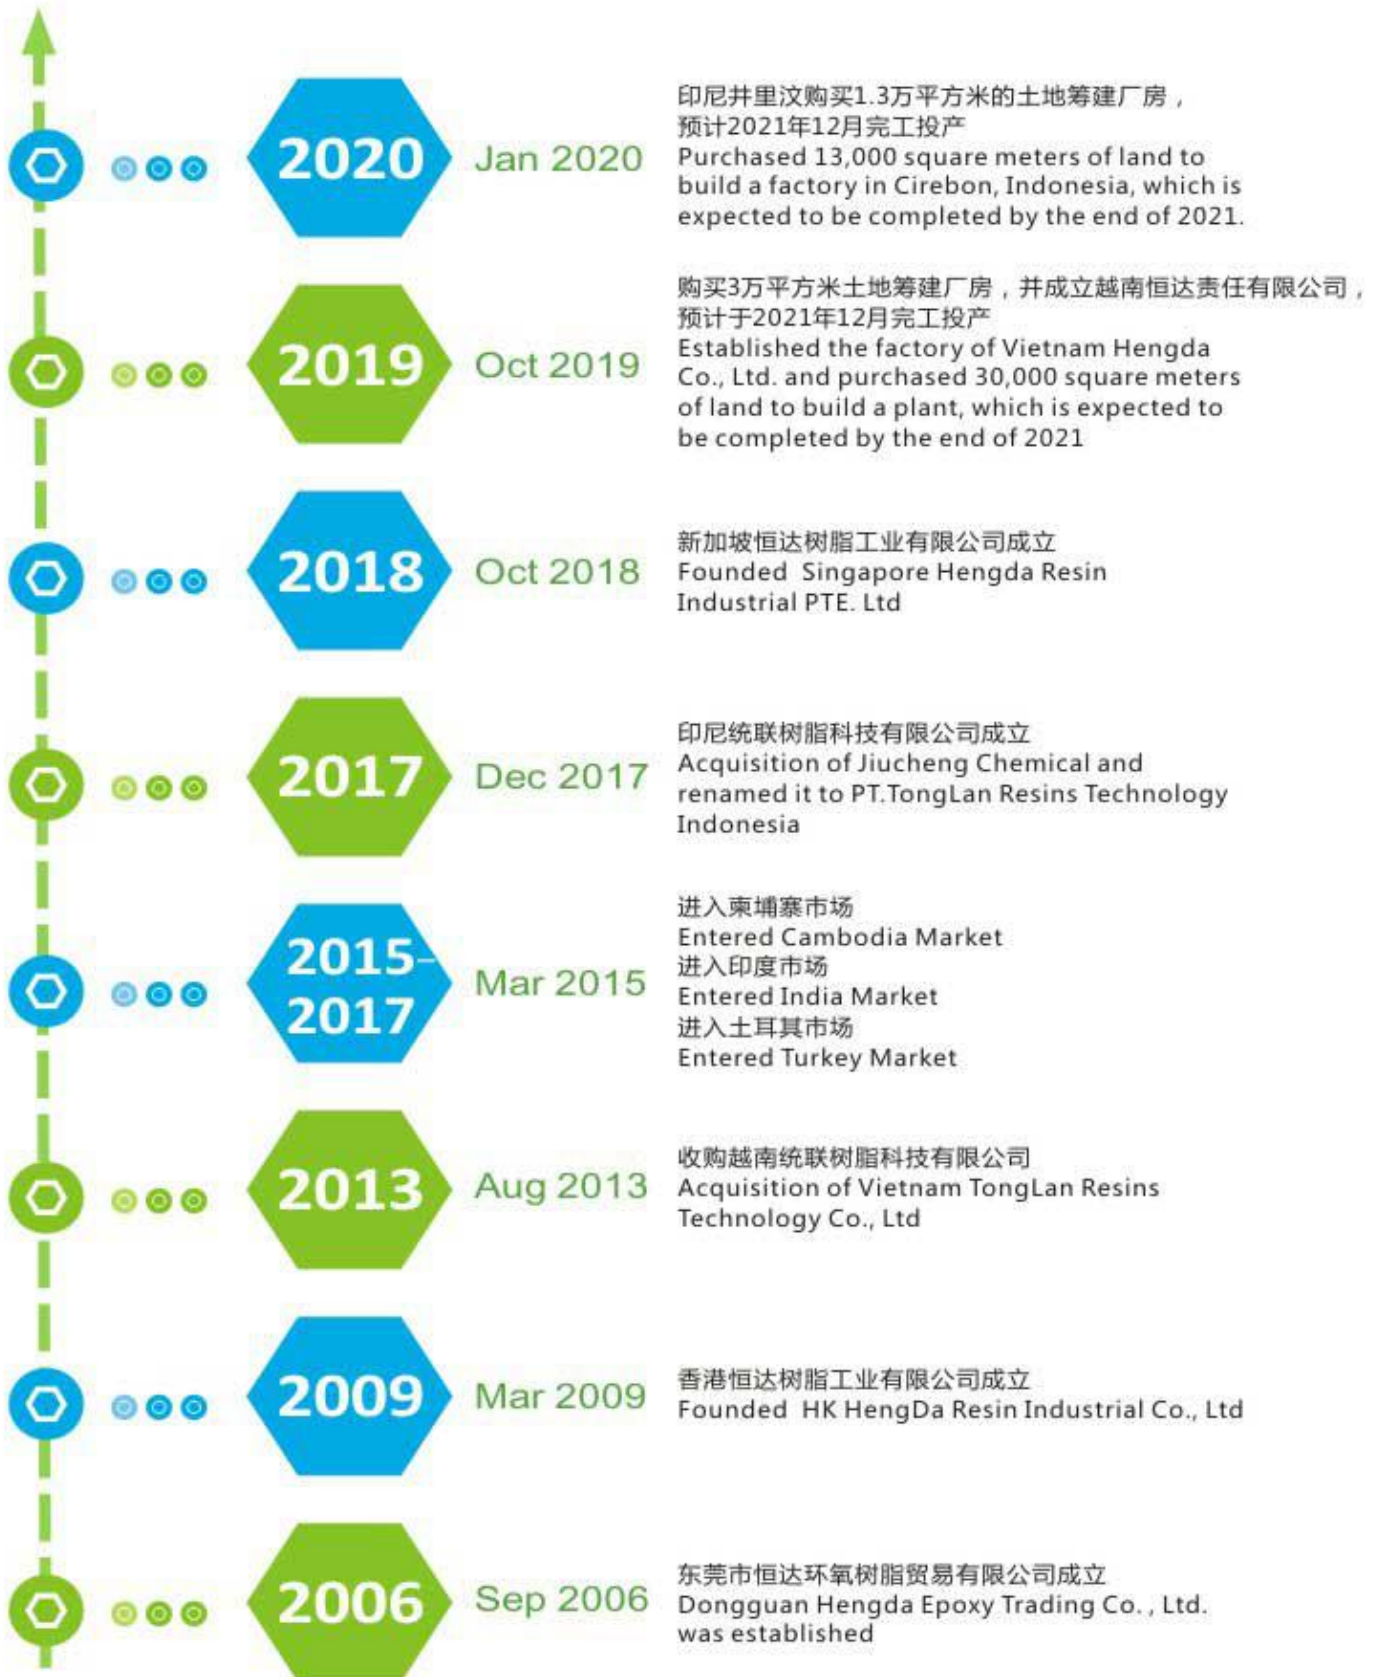 2020
Jan 2020
印尼井里汶购买1.3万平方米的土地筹建厂房，
预计2021年12月完工投产
Purchased 13,000 square meters of land to
build a factory in Cirebon, Indonesia, which is
expected to be completed by the end of 2021.
2019
Oct 2019
购买3万平方米土地筹建厂房，并成立越南恒达责任有限公司，
预计于2021年12月完工投产
Established the factory of Vietnam Hengda
Co., Ltd. and purchased 30,000 square meters
of land to build a plant, which is expected to
be completed by the end of 2021
2018
Oct 2018
新加坡恒达树脂工业有限公司成立
Founded Singapore Hengda Resin
Industrial PTE. Ltd
2017
Dec 2017
印尼统联树脂科技有限公司成立
Acquisition of Jiucheng Chemical and
renamed it to PT.TongLan Resins Technology
Indonesia
2015-
2017
Mar 2015
进入柬埔寨市场
Entered Cambodia Market
进入印度市场
Entered India Market
进入土耳其市场
Entered Turkey Market
2013
Aug 2013
收购越南统联树脂科技有限公司
Acquisition of Vietnam TongLan Resins
Technology Co., Ltd
2009
Mar 2009
香港恒达树脂工业有限公司成立
Founded HK HengDa Resin Industrial Co., Ltd
2006
Sep 2006
东莞市恒达环氧树脂贸易有限公司成立
Dongguan Hengda Epoxy Trading Co. , Ltd.
was established